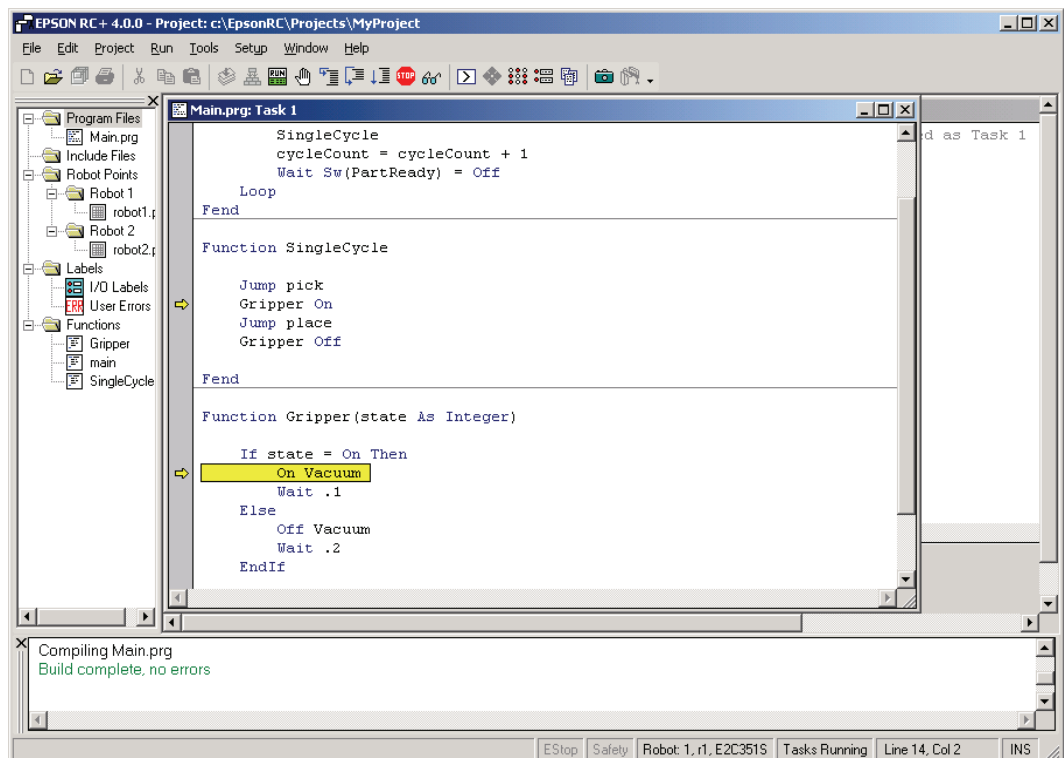 EPSON RC+ 4.0.0 - Project: c:\EpsonRC\Projects\MyProject
File Edit Project Run Tools Setup Window Help
RUN
STOP
Program Files
Main.prg
Include Files
Robot Points
Robot 1
robot1.p
Robot 2
robot2.p
Labels
I/O Labels
ERR User Errors
Functions
Gripper
main
SingleCycle
Main.prg: Task 1
d as Task 1
SingleCycle
cycleCount = cycleCount + 1
Wait Sw(PartReady) = Off
Loop
Fend
Function SingleCycle
Jump pick
Gripper On
Jump place
Gripper Off
Fend
Function Gripper(state As Integer)
If state = On Then
On Vacuum
Wait .1
Else
Off Vacuum
Wait .2
EndIf
Compiling Main.prg
Build complete, no errors
EStop Safety Robot: 1, r1, E2C351S Tasks Running Line 14, Col 2 INS